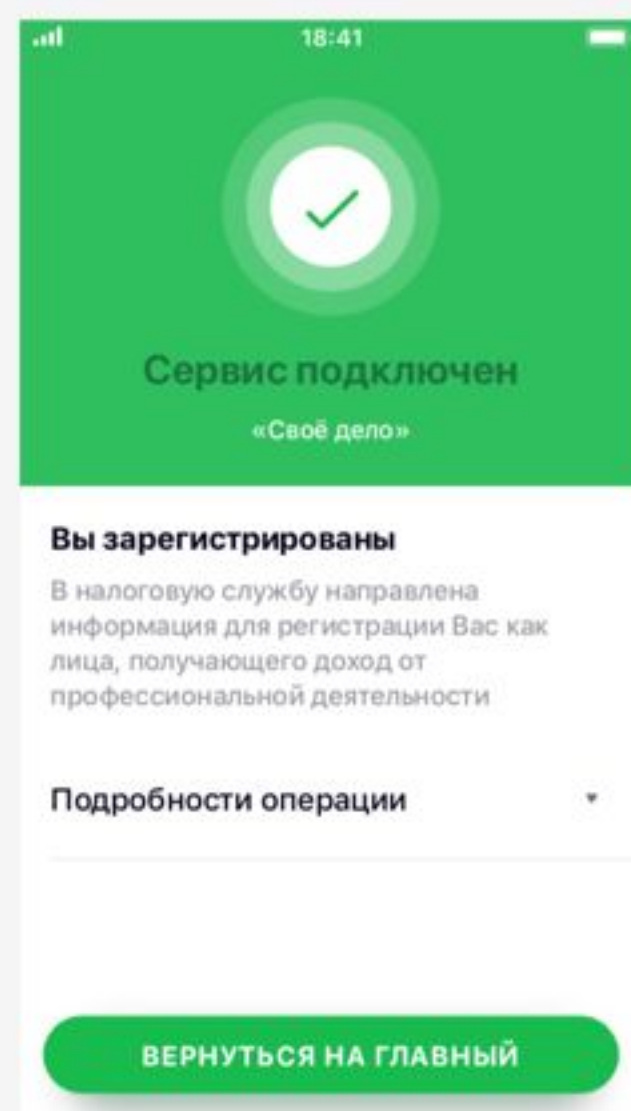 18:41
Сервис подключен
«Своё дело»
Вы зарегистрированы
В налоговую службу направлена
информация для регистрации Вас как
лица, получающего доход от
профессиональной деятельности
Подробности операции
ВЕРНУТЬСЯ НА ГЛАВНЫЙ